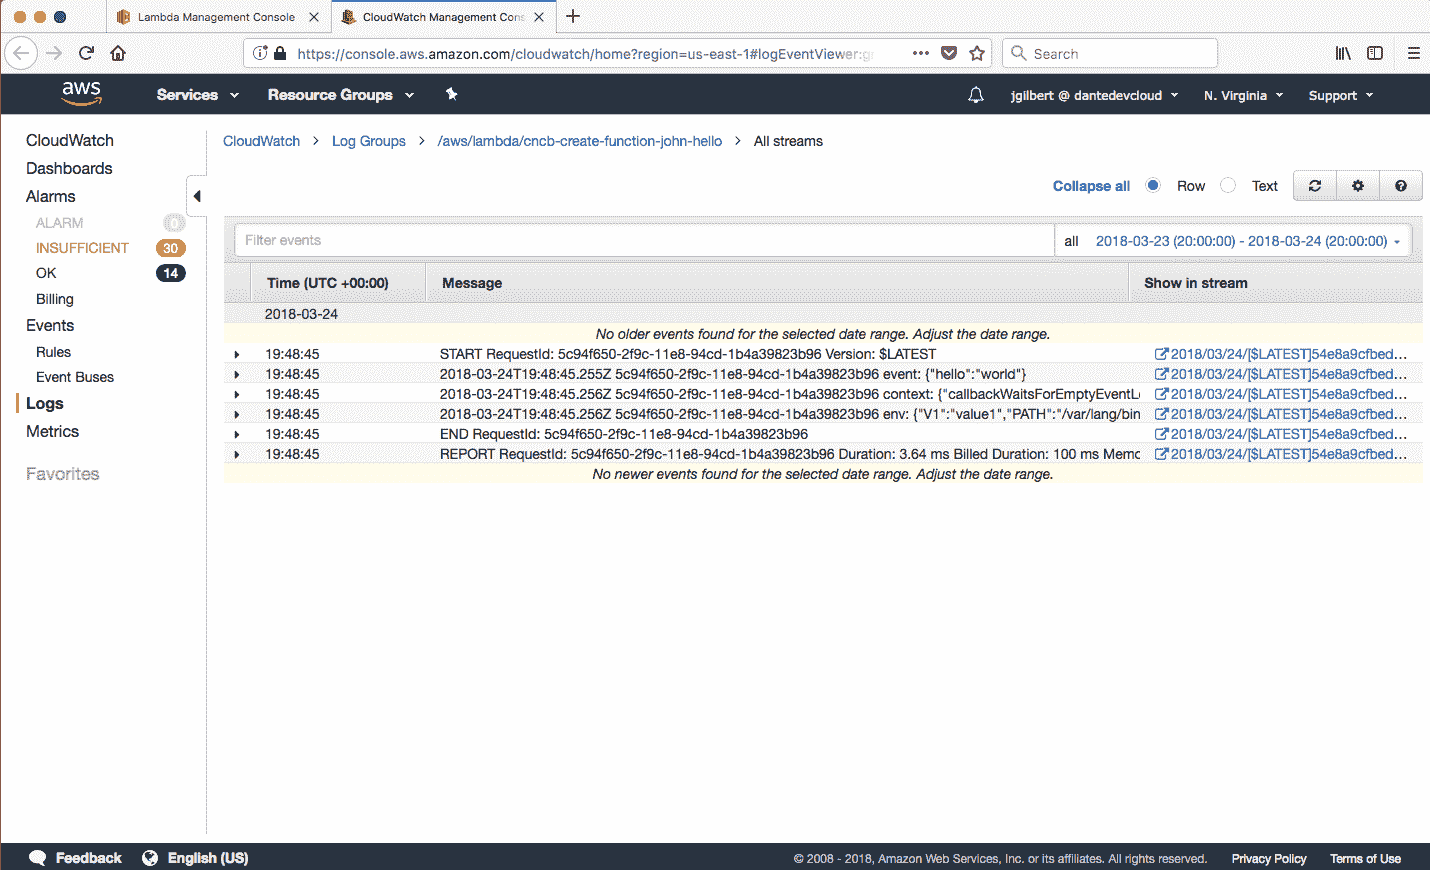 Lambda Management Console
CloudWatch Management Cons
https://console.aws.amazon.com/cloudwatch/home?region=us-east-1#logEventViewer:g
Search
aws
Services
Resource Groups
jgilbert @ dantedevcloud
N. Virginia
Support
CloudWatch
Dashboards
Alarms
ALARM 0
INSUFFICIENT 30
OK 14
Billing
Events
Rules
Event Buses
Logs
Metrics
Favorites
CloudWatch > Log Groups > /aws/lambda/cncb-create-function-john-hello > All streams
Collapse all Row Text
Filter events
all 2018-03-23 (20:00:00) - 2018-03-24 (20:00:00)
Time (UTC +00:00) Message Show in stream
2018-03-24
No older events found for the selected date range. Adjust the date range.
19:48:45 START RequestId: 5c94f650-2f9c-11e8-94cd-1b4a39823b96 Version: $LATEST 2018/03/24/[$LATEST]54e8a9cfbed...
19:48:45 2018-03-24T19:48:45.255Z 5c94f650-2f9c-11e8-94cd-1b4a39823b96 event: {"hello":"world"} 2018/03/24/[$LATEST]54e8a9cfbed...
19:48:45 2018-03-24T19:48:45.256Z 5c94f650-2f9c-11e8-94cd-1b4a39823b96 context: {"callbackWaitsForEmptyEventLo 2018/03/24/[$LATEST]54e8a9cfbed...
19:48:45 2018-03-24T19:48:45.256Z 5c94f650-2f9c-11e8-94cd-1b4a39823b96 env: {"V1":"value1","PATH":"/var/lang/bin 2018/03/24/[$LATEST]54e8a9cfbed...
19:48:45 END RequestId: 5c94f650-2f9c-11e8-94cd-1b4a39823b96 2018/03/24/[$LATEST]54e8a9cfbed...
19:48:45 REPORT RequestId: 5c94f650-2f9c-11e8-94cd-1b4a39823b96 Duration: 3.64 ms Billed Duration: 100 ms Memo 2018/03/24/[$LATEST]54e8a9cfbed...
No newer events found for the selected date range. Adjust the date range.
Feedback
English (US)
© 2008 - 2018, Amazon Web Services, Inc. or its affiliates. All rights reserved.
Privacy Policy
Terms of Use